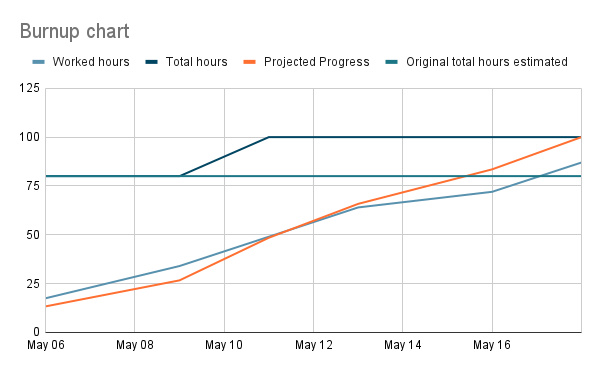 Burnup chart
Worked hours Total hours Projected Progress Original total hours estimated
125
100
75
50
25
0
May 06 May 08 May 10 May 12 May 14 May 16